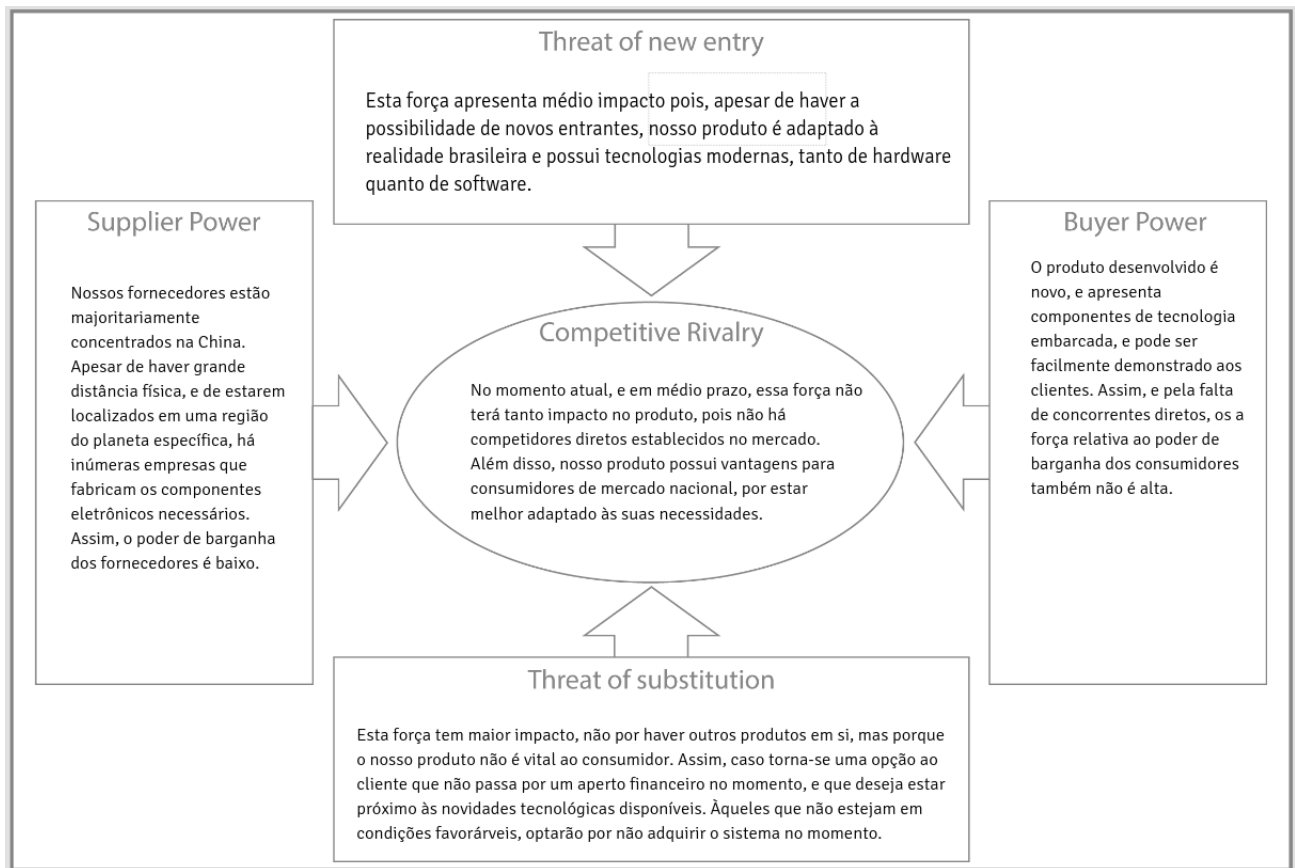 Threat of new entry
Esta força apresenta médio impacto pois, apesar de haver a
possibilidade de novos entrantes, nosso produto é adaptado à
realidade brasileira e possui tecnologias modernas, tanto de hardware
quanto de software.
Supplier Power
Nossos fornecedores estão
majoritariamente
concentrados na China.
Apesar de haver grande
distância física, e de estarem
localizados em uma região
do planeta específica, há
inúmeras empresas que
fabricam os componentes
eletrônicos necessários.
Assim, o poder de barganha
dos fornecedores é baixo.
Competitive Rivalry
No momento atual, e em médio prazo, essa força não
terá tanto impacto no produto, pois não há
competidores diretos establecidos no mercado.
Além disso, nosso produto possui vantagens para
consumidores de mercado nacional, por estar
melhor adaptado às suas necessidades.
Buyer Power
O produto desenvolvido é
novo, e apresenta
componentes de tecnologia
embarcada, e pode ser
facilmente demonstrado aos
clientes. Assim, e pela falta
de concorrentes diretos, os a
força relativa ao poder de
barganha dos consumidores
também não é alta.
Threat of substitution
Esta força tem maior impacto, não por haver outros produtos em si, mas porque
o nosso produto não é vital ao consumidor. Assim, caso torna-se uma opção ao
cliente que não passa por um aperto financeiro no momento, e que deseja estar
próximo às novidades tecnológicas disponíveis. Àqueles que não estejam em
condições favorárveis, optarão por não adquirir o sistema no momento.